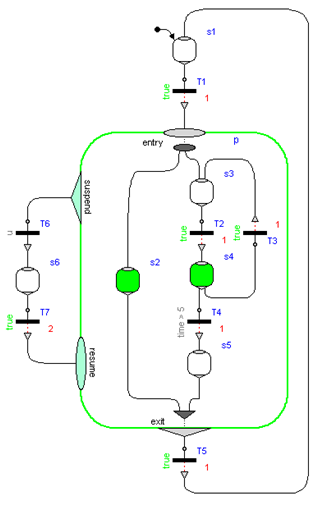 s1
T1
true
1
entry
p
s3
suspend
T6
n
s6
T7
true
2
resume
s2
true
T2
1
s4
1
true
T3
time > 5
T4
1
s5
exit
T5
true
1